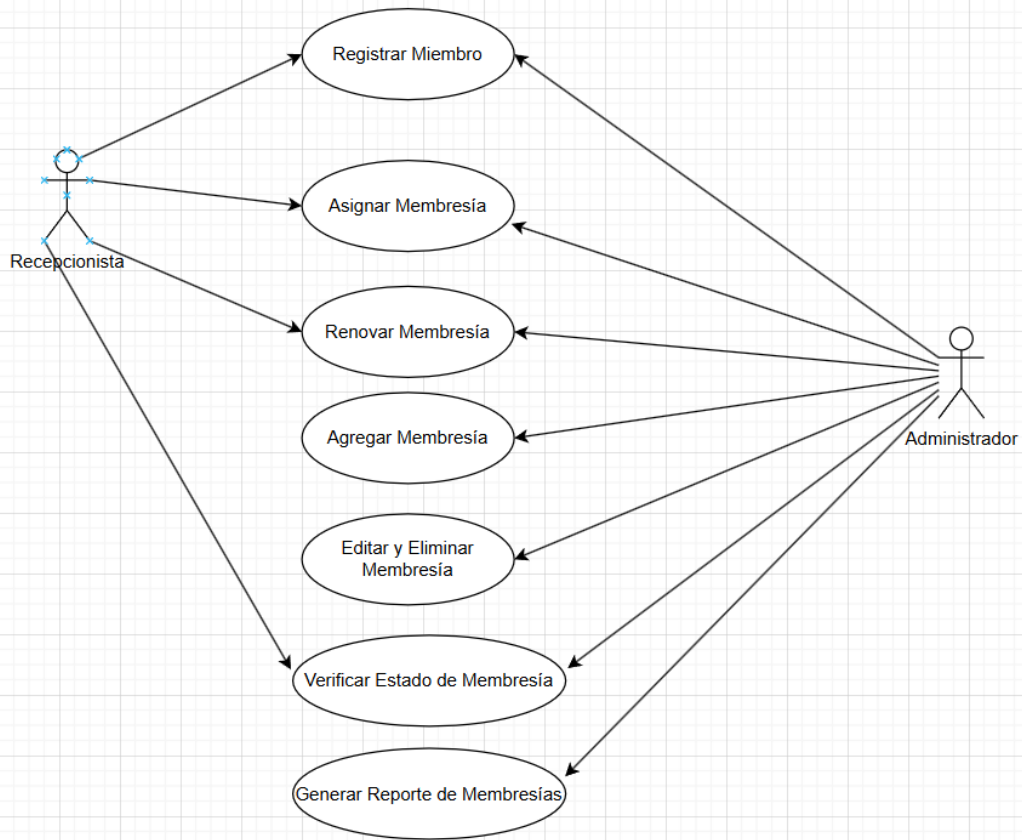 Registrar Miembro
Asignar Membresía
Recepcionista
Renovar Membresía
Agregar Membresía
Administrador
Editar y Eliminar
Membresía
Verificar Estado de Membresía
Generar Reporte de Membresías